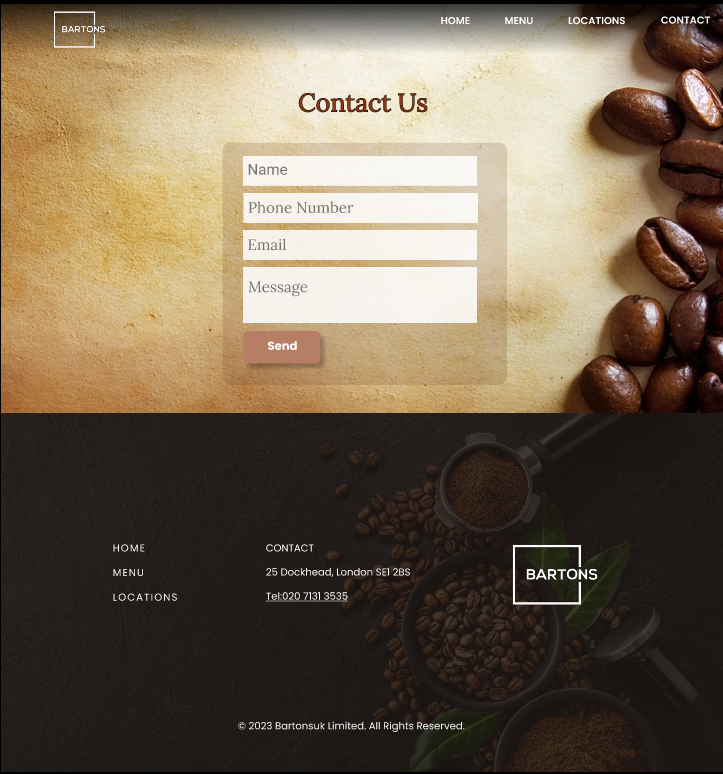 BARTONS
HOME MENU LOCATIONS CONTACT
Contact Us
Name
Phone Number
Email
Message
Send
HOME
MENU
LOCATIONS
CONTACT
25 Dockhead, London SE1 2BS
Tel:020 7131 3535
BARTONS
© 2023 Bartonsuk Limited. All Rights Reserved.